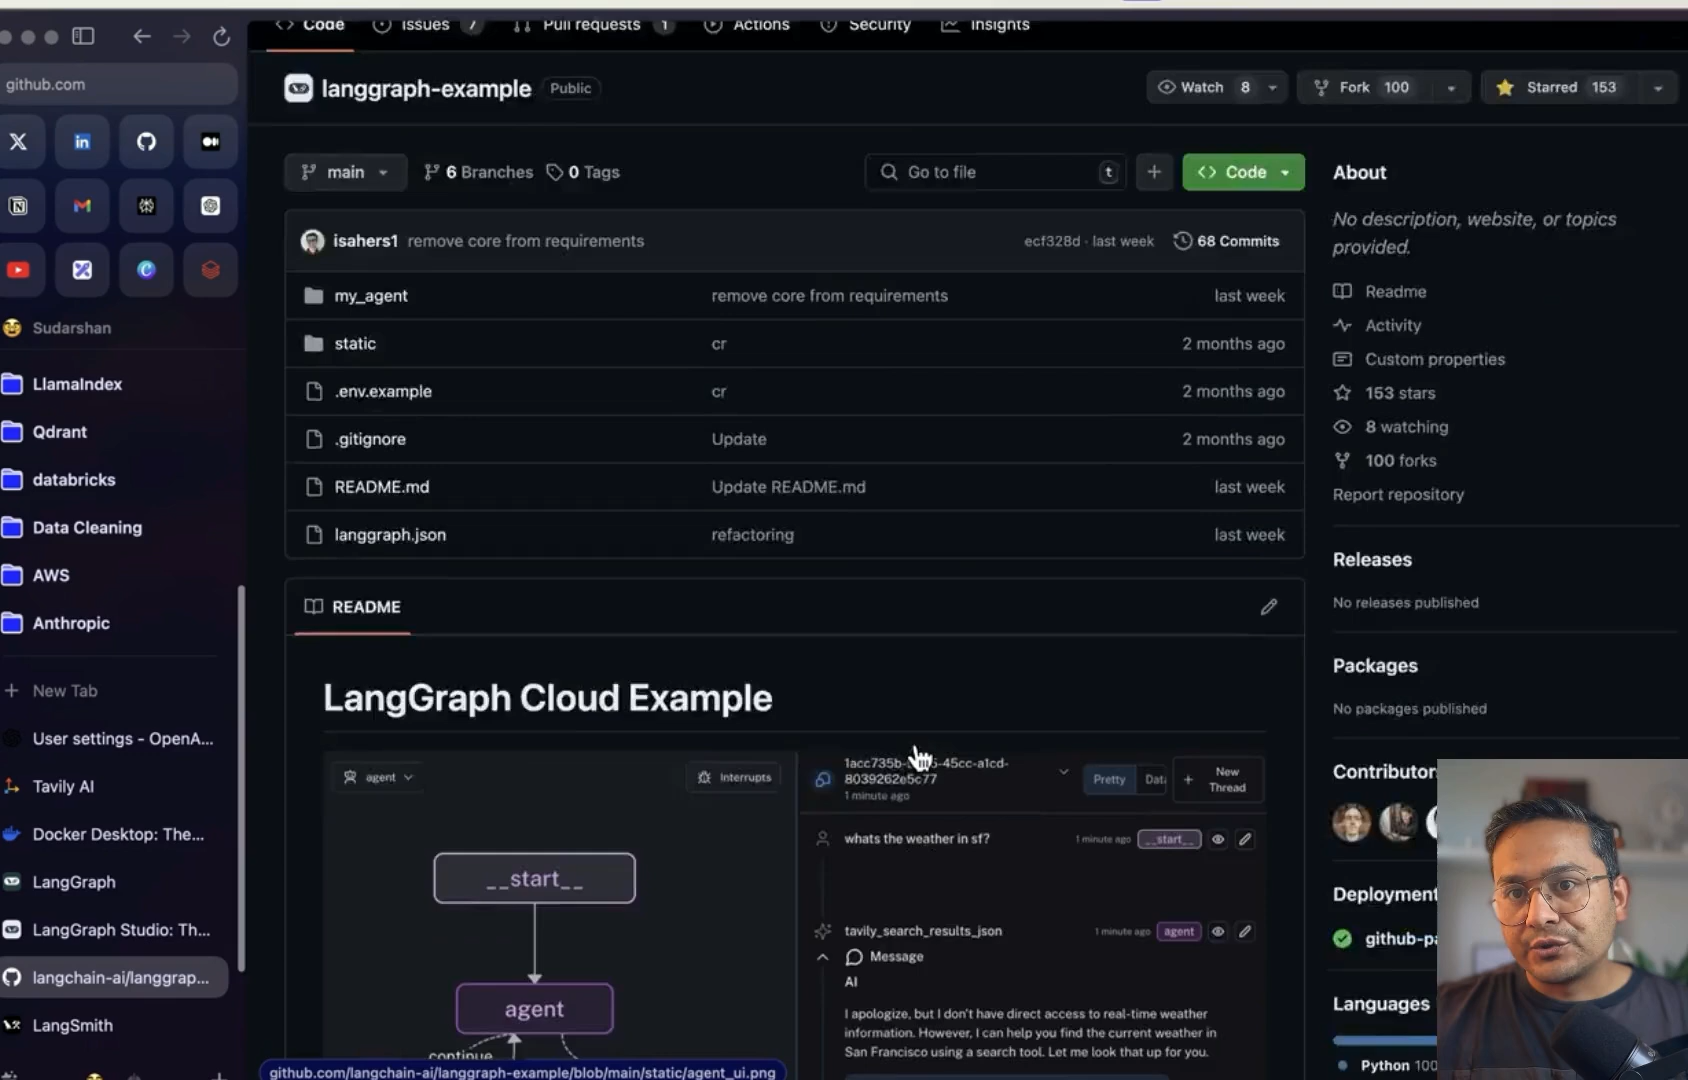 Code
Issues 7
Pull requests 1
Actions
Security
Insights
github.com
langgraph-example Public
Watch 8
Fork 100
Starred 153
main
6 Branches
0 Tags
Go to file t
Code
isahers1 remove core from requirements
ecf328d · last week
68 Commits
my_agent remove core from requirements last week
static cr 2 months ago
.env.example cr 2 months ago
.gitignore Update 2 months ago
README.md Update README.md last week
langgraph.json refactoring last week
README
LangGraph Cloud Example
agent
Interrupts
__start__
agent
continue
1acc735b- -45cc-a1cd-
8039262e5c77
1 minute ago
Pretty
Data
+ New
Thread
whats the weather in sf?
1 minute ago
__start__
tavily_search_results_json
1 minute ago
agent
Message
AI
I apologize, but I don't have direct access to real-time weather
information. However, I can help you find the current weather in
San Francisco using a search tool. Let me look that up for you.
About
No description, website, or topics
provided.
Readme
Activity
Custom properties
153 stars
8 watching
100 forks
Report repository
Releases
No releases published
Packages
No packages published
Contributors
Deployment
github-pa
Languages
Python 100
in
Sudarshan
LlamaIndex
Qdrant
databricks
Data Cleaning
AWS
Anthropic
+ New Tab
User settings - OpenA...
Tavily AI
Docker Desktop: The...
LangGraph
LangGraph Studio: Th...
langchain-ai/langgrap...
LangSmith
github.com/langchain-ai/langgraph-example/blob/main/static/agent_ui.png